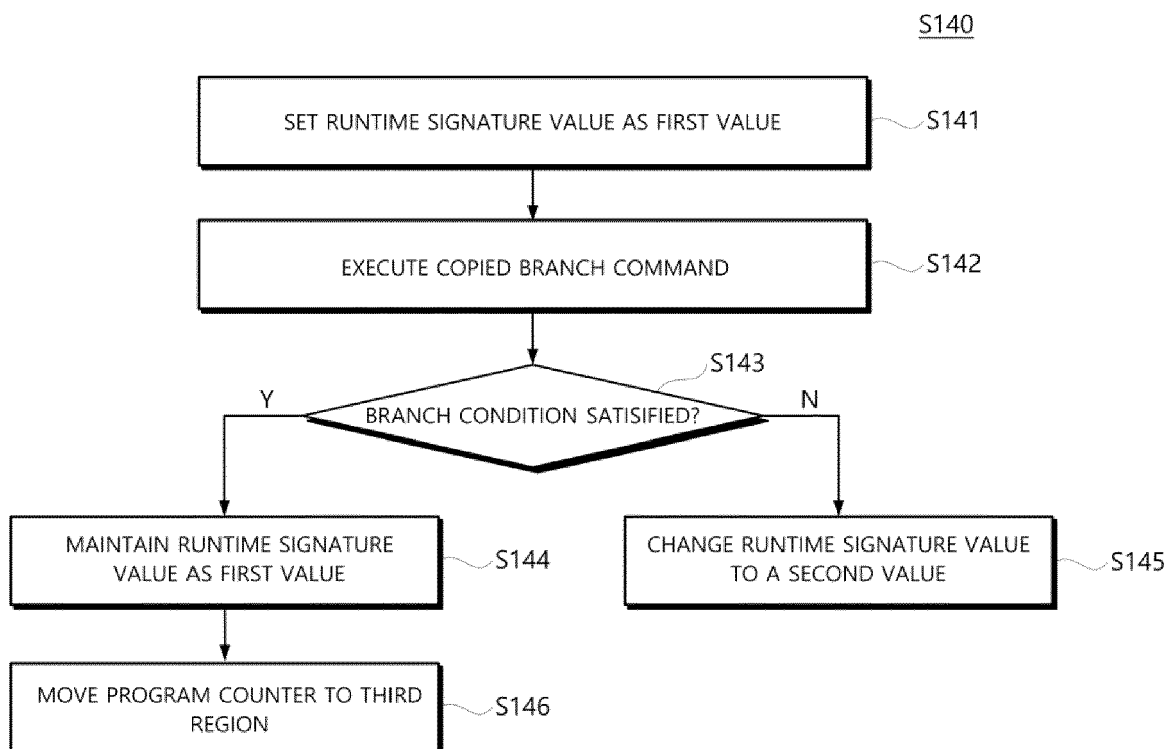 S140
SET RUNTIME SIGNATURE VALUE AS FIRST VALUE
S141
EXECUTE COPIED BRANCH COMMAND
S142
S143
Y
BRANCH CONDITION SATISIFIED?
N
MAINTAIN RUNTIME SIGNATURE
VALUE AS FIRST VALUE
S144
CHANGE RUNTIME SIGNATURE VALUE
TO A SECOND VALUE
S145
MOVE PROGRAM COUNTER TO THIRD
REGION
S146